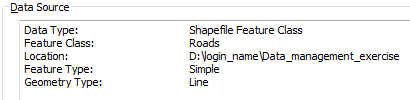 Data Source
Data Type: Shapefile Feature Class
Feature Class: Roads
Location: D:\login_name\Data_management_exercise
Feature Type: Simple
Geometry Type: Line